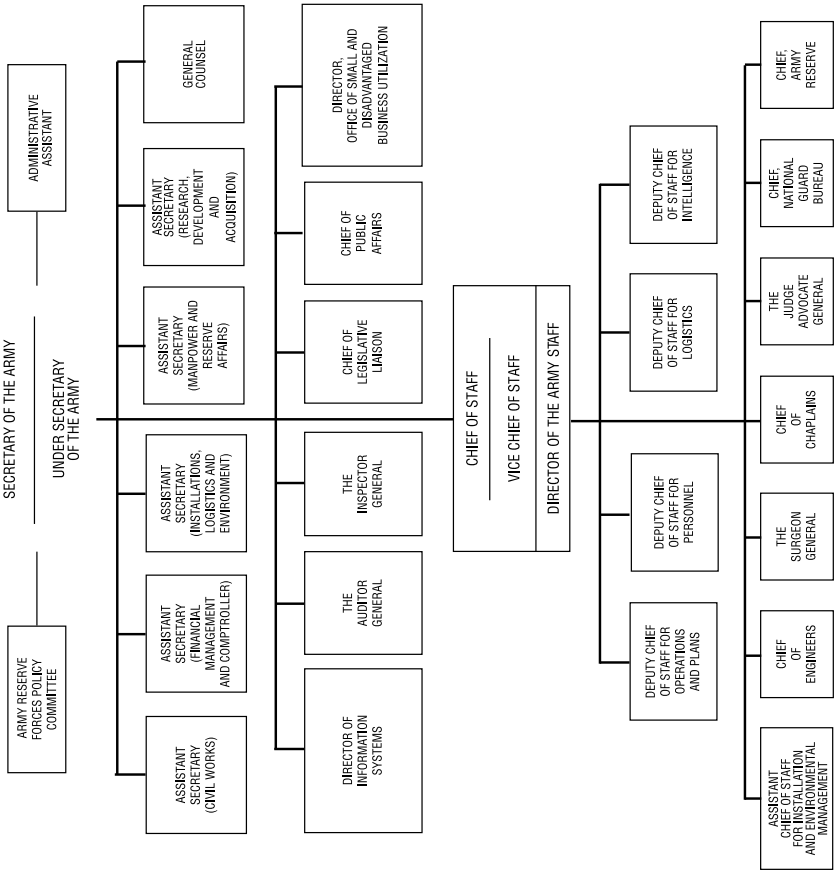 SECRETARY OF THE ARMY
UNDER SECRETARY
OF THE ARMY
ARMY RESERVE
FORCES POLICY
COMMITTEE
ADMINISTRATIVE
ASSISTANT
ASSISTANT
SECRETARY
(CIVIL WORKS)
ASSISTANT
SECRETARY
(FINANCIAL
MANAGEMENT
AND COMPTROLLER)
ASSISTANT
SECRETARY
(INSTALLATIONS,
LOGISTICS AND
ENVIRONMENT)
ASSISTANT
SECRETARY
(MANPOWER AND
RESERVE
AFFAIRS)
ASSISTANT
SECRETARY
(RESEARCH,
DEVELOPMENT
AND
ACQUISITION)
GENERAL
COUNSEL
DIRECTOR OF
INFORMATION
SYSTEMS
THE
AUDITOR
GENERAL
THE
INSPECTOR
GENERAL
CHIEF OF
LEGISLATIVE
LIAISON
CHIEF OF
PUBLIC
AFFAIRS
DIRECTOR,
OFFICE OF SMALL AND
DISADVANTAGED
BUSINESS UTILIZATION
CHIEF OF STAFF
VICE CHIEF OF STAFF
DIRECTOR OF THE ARMY STAFF
DEPUTY CHIEF
OF STAFF FOR
OPERATIONS
AND PLANS
DEPUTY CHIEF
OF STAFF FOR
PERSONNEL
DEPUTY CHIEF
OF STAFF FOR
LOGISTICS
DEPUTY CHIEF
OF STAFF FOR
INTELLIGENCE
ASSISTANT
CHIEF OF STAFF
FOR INSTALLATION
AND ENVIRONMENTAL
MANAGEMENT
CHIEF
OF
ENGINEERS
THE
SURGEON
GENERAL
CHIEF
OF
CHAPLAINS
THE
JUDGE
ADVOCATE
GENERAL
CHIEF,
NATIONAL
GUARD
BUREAU
CHIEF,
ARMY
RESERVE